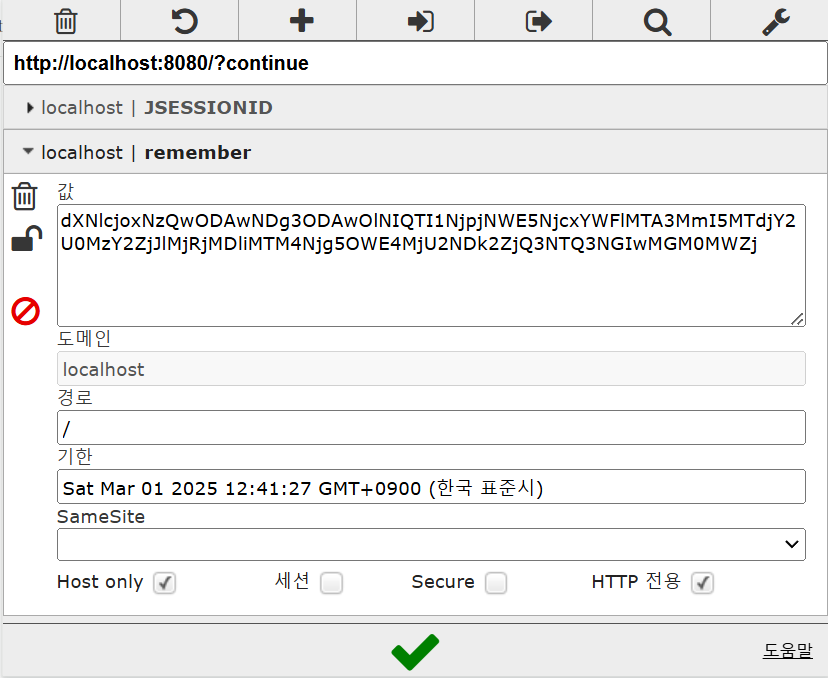 http://localhost:8080/?continue
localhost | JSESSIONID
localhost | remember
값
dXNlcjoxNzQwODAwNDg3ODAwOlNIQTI1NjpjNWE5NjcxYWFlMTA3MmI5MTdjY2
U0MzY2ZjJlMjRjMDliMTM4Njg5OWE4MjU2NDk2ZjQ3NTQ3NGIwMGM0MWZj
도메인
localhost
경로
/
기한
Sat Mar 01 2025 12:41:27 GMT+0900 (한국 표준시)
SameSite
Host only 세션 Secure HTTP 전용
도움말